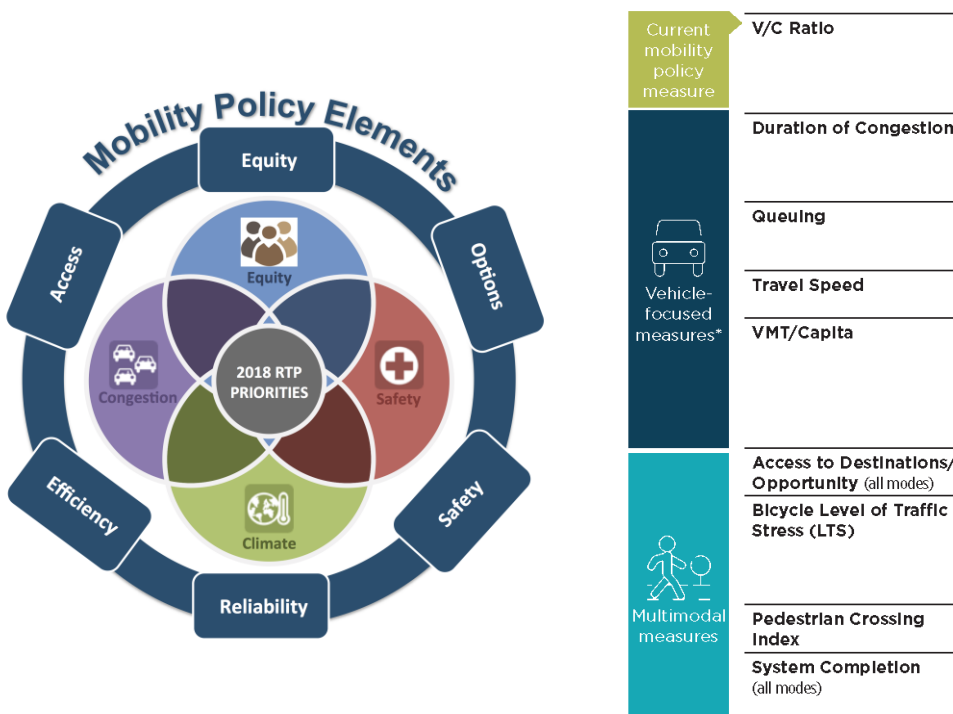 Mobility Policy Elements
Equity
Access
Options
Equity
Congestion
2018 RTP
PRIORITIES
Safety
Climate
Efficiency
Safety
Reliability
Current
mobility
policy
measure
V/C Ratio
Vehicle-
focused
measures*
Duration of Congestion
Queuing
Travel Speed
VMT/Capita
Multimodal
measures
Access to Destinations/
Opportunity (all modes)
Bicycle Level of Traffic
Stress (LTS)
Pedestrian Crossing
Index
System Completion
(all modes)